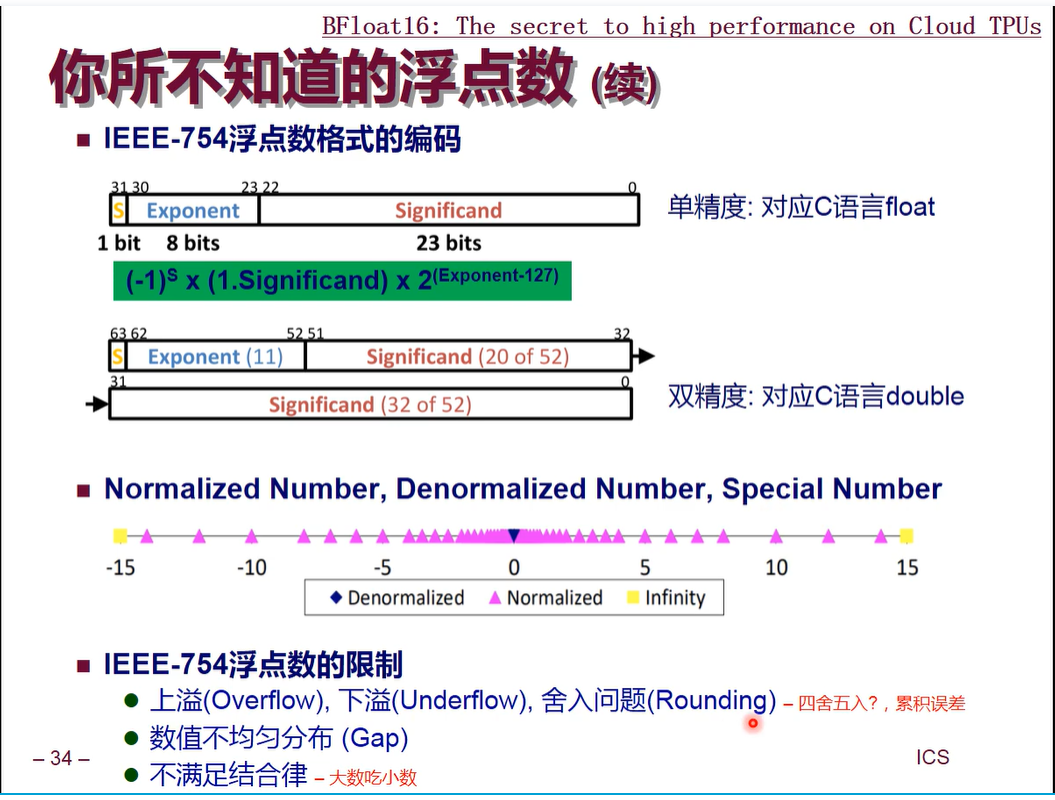 BFloat16: The secret to high performance on Cloud TPUs
你所不知道的浮点数 (续)
IEEE-754浮点数格式的编码
31 30 23 22 0
S Exponent Significand
单精度: 对应C语言float
1 bit 8 bits 23 bits
(-1)^S x (1.Significand) x 2^(Exponent-127)
63 62 52 51 32
S Exponent (11) Significand (20 of 52)
31 0
Significand (32 of 52)
双精度: 对应C语言double
Normalized Number, Denormalized Number, Special Number
-15 -10 -5 0 5 10 15
Denormalized Normalized Infinity
IEEE-754浮点数的限制
上溢(Overflow), 下溢(Underflow), 舍入问题(Rounding) – 四舍五入?，累积误差
数值不均匀分布 (Gap)
– 34 – ICS
不满足结合律 – 大数吃小数